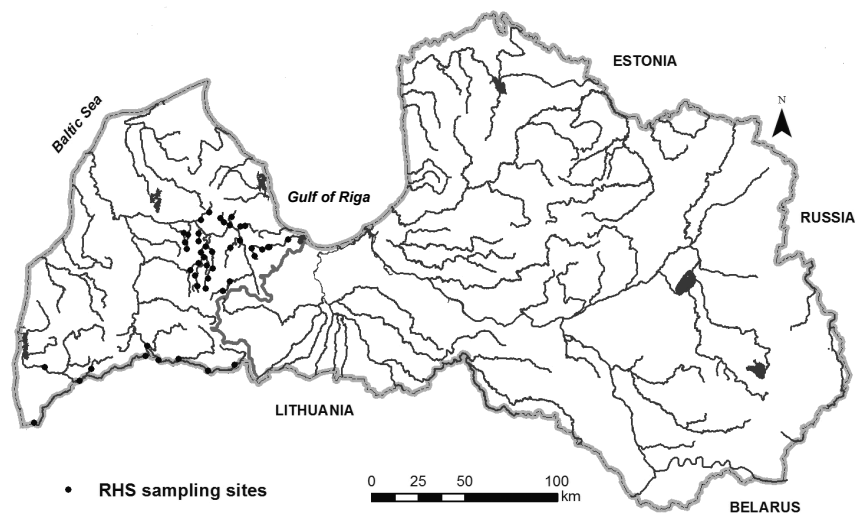 ESTONIA
Baltic Sea
N
Gulf of Riga
RUSSIA
LITHUANIA
RHS sampling sites
0 25 50 100
km
BELARUS